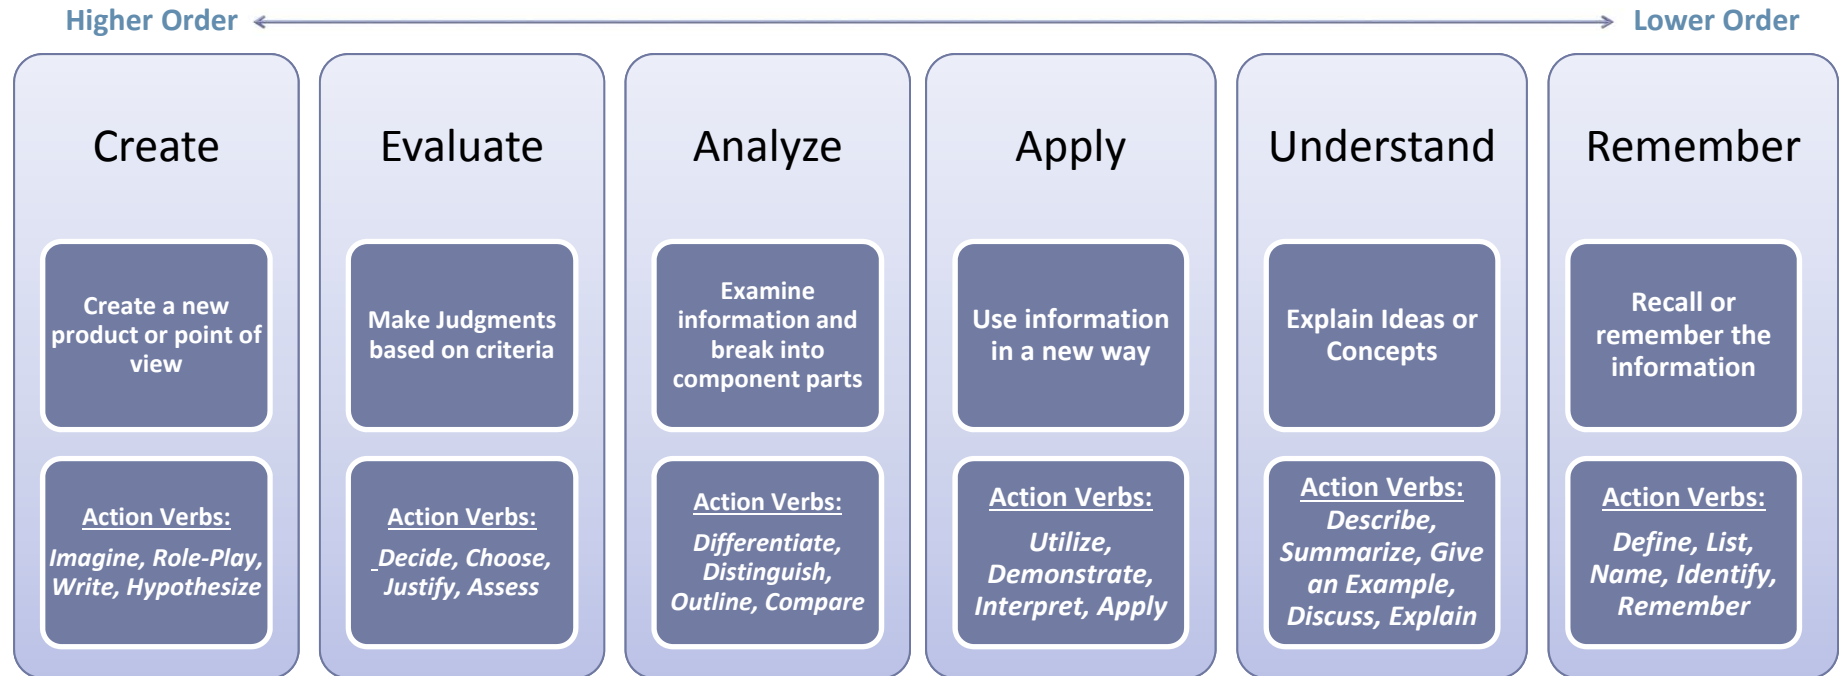 Higher Order
Lower Order
Create
Evaluate
Analyze
Apply
Understand
Remember
Create a new
product or point of
view
Make Judgments
based on criteria
Examine
information and
break into
component parts
Use information
in a new way
Explain Ideas or
Concepts
Recall or
remember the
information
Action Verbs:
Imagine, Role-Play,
Write, Hypothesize
Action Verbs:
Decide, Choose,
Justify, Assess
Action Verbs:
Differentiate,
Distinguish,
Outline, Compare
Action Verbs:
Utilize,
Demonstrate,
Interpret, Apply
Action Verbs:
Describe,
Summarize, Give
an Example,
Discuss, Explain
Action Verbs:
Define, List,
Name, Identify,
Remember